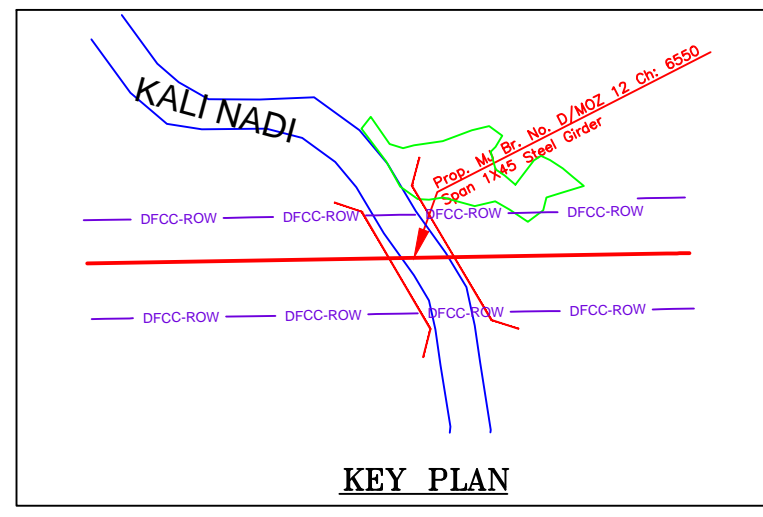 KALI NADI
Prop. MJ Br. No. D/MOZ 12 Ch: 6550
Span 1X45 Steel Girder
DFCC-ROW DFCC-ROW DFCC-ROW DFCC-ROW
DFCC-ROW DFCC-ROW DFCC-ROW DFCC-ROW
KEY PLAN